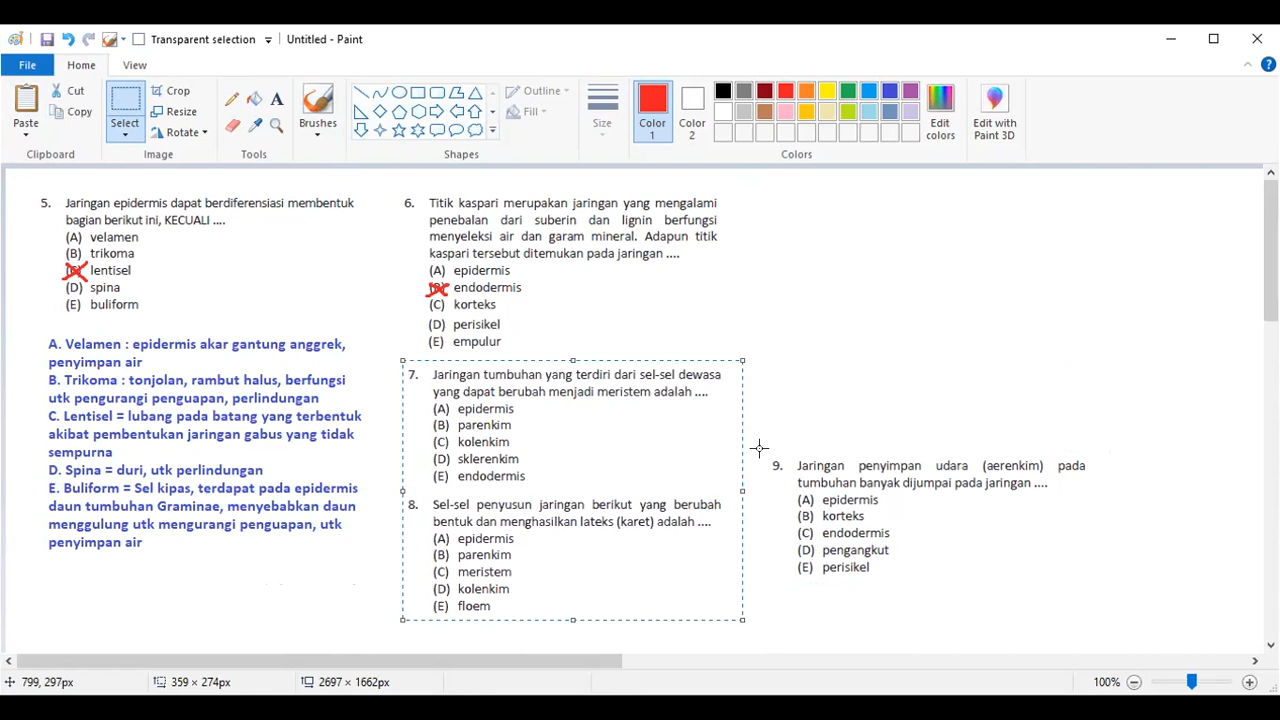 Transparent selection
Untitled - Paint
File
Home
View
Paste
Cut
Copy
Clipboard
Select
Crop
Resize
Rotate
Image
Tools
Brushes
Outline
Fill
Shapes
Size
Color
1
Color
2
Edit
colors
Colors
Edit with
Paint 3D
5. Jaringan epidermis dapat berdiferensiasi membentuk
bagian berikut ini, KECUALI ....
(A) velamen
(B) trikoma
(C) lentisel
(D) spina
(E) buliform
A. Velamen : epidermis akar gantung anggrek,
penyimpan air
B. Trikoma : tonjolan, rambut halus, berfungsi
utk pengurangi penguapan, perlindungan
C. Lentisel = lubang pada batang yang terbentuk
akibat pembentukan jaringan gabus yang tidak
sempurna
D. Spina = duri, utk perlindungan
E. Buliform = Sel kipas, terdapat pada epidermis
daun tumbuhan Graminae, menyebabkan daun
menggulung utk mengurangi penguapan, utk
penyimpan air
6. Titik kaspari merupakan jaringan yang mengalami
penebalan dari suberin dan lignin berfungsi
menyeleksi air dan garam mineral. Adapun titik
kaspari tersebut ditemukan pada jaringan ....
(A) epidermis
(B) endodermis
(C) korteks
(D) perisikel
(E) empulur
7. Jaringan tumbuhan yang terdiri dari sel-sel dewasa
yang dapat berubah menjadi meristem adalah ....
(A) epidermis
(B) parenkim
(C) kolenkim
(D) sklerenkim
(E) endodermis
8. Sel-sel penyusun jaringan berikut yang berubah
bentuk dan menghasilkan lateks (karet) adalah ....
(A) epidermis
(B) parenkim
(C) meristem
(D) kolenkim
(E) floem
9. Jaringan penyimpan udara (aerenkim) pada
tumbuhan banyak dijumpai pada jaringan ....
(A) epidermis
(B) korteks
(C) endodermis
(D) pengangkut
(E) perisikel
799, 297px
359 × 274px
2697 × 1662px
100%